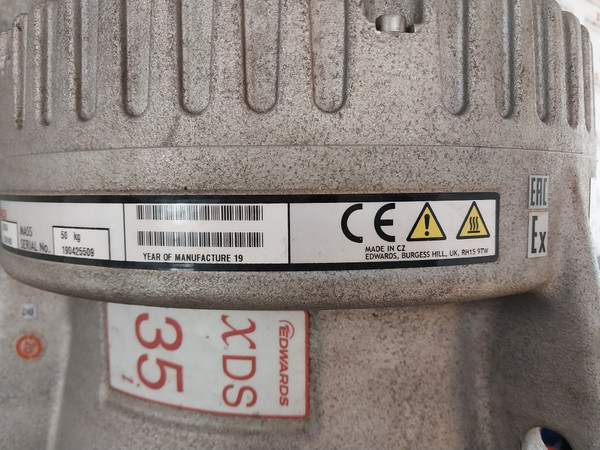 MASS
SERIAL No.
50 kg
190425509
YEAR OF MANUFACTURE 19
CE
MADE IN CZ
EDWARDS, BURGESS HILL, UK, RH15 9TW
EAC
Ex
EDWARDS
XDS
35
i